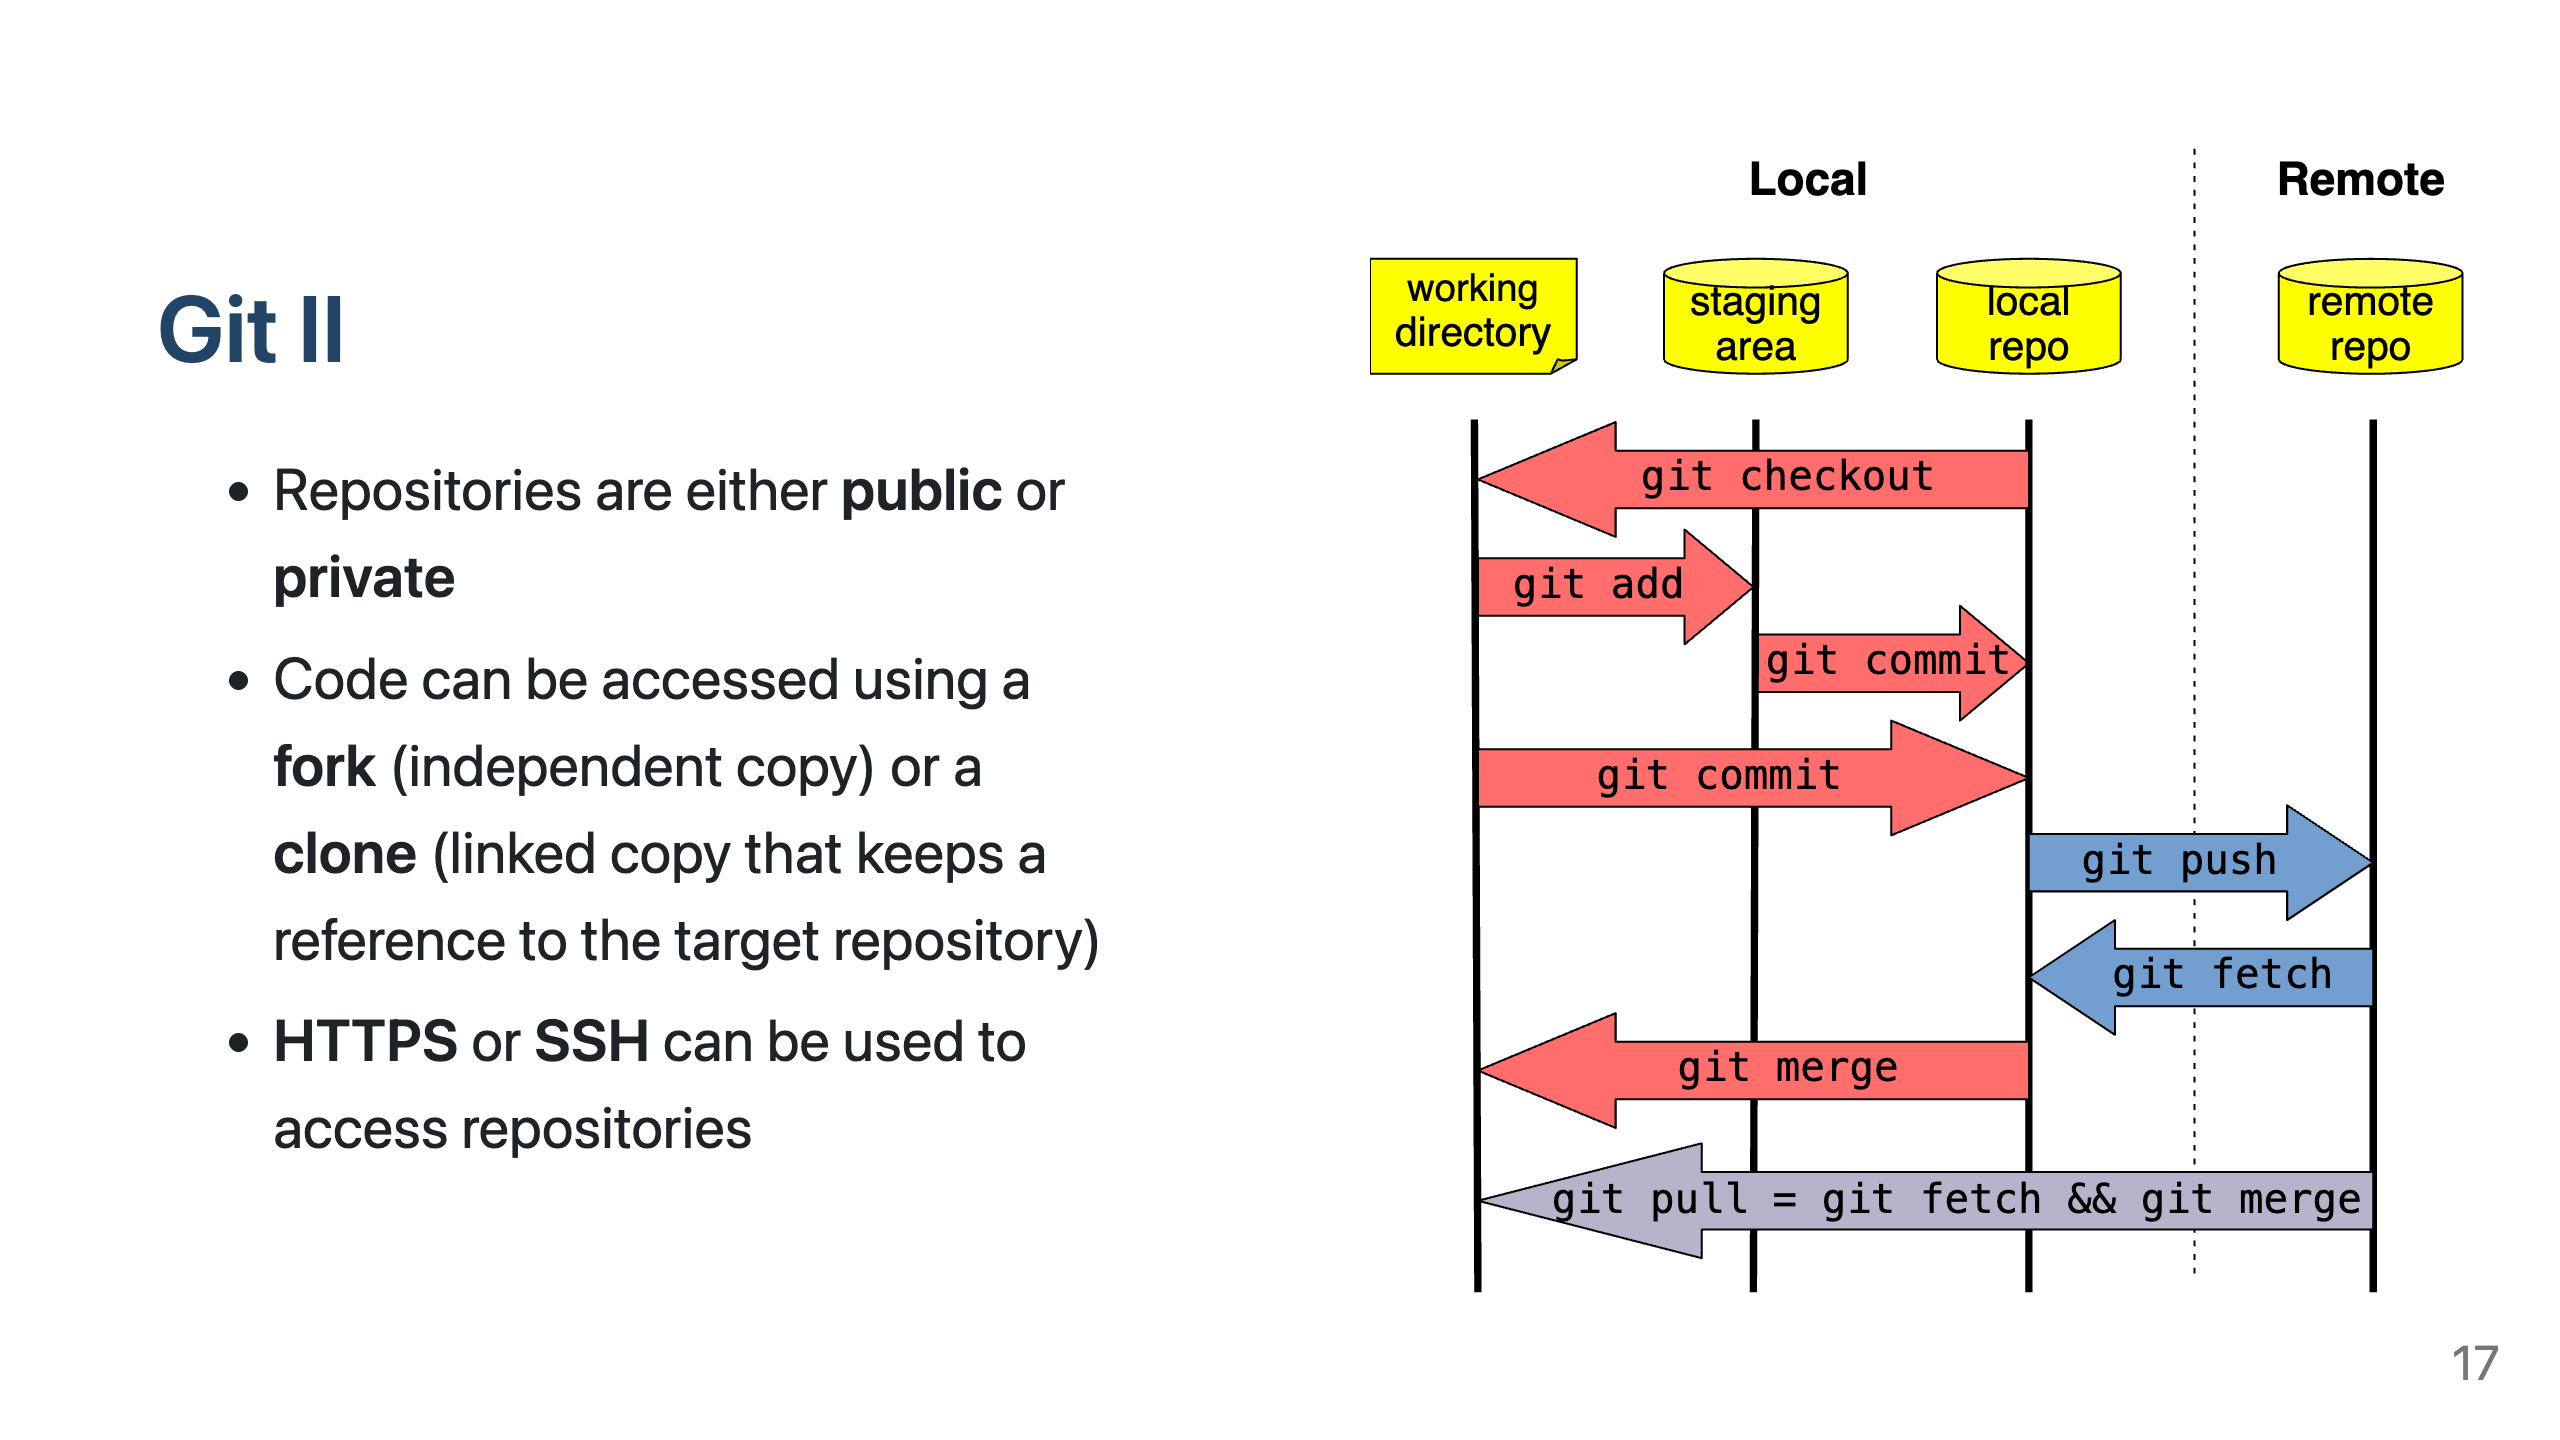 Git II
• Repositories are either public or
private
• Code can be accessed using a
fork (independent copy) or a
clone (linked copy that keeps a
reference to the target repository)
• HTTPS or SSH can be used to
access repositories
Local
Remote
working
directory
staging
area
local
repo
remote
repo
git checkout
git add
git commit
git commit
git push
git fetch
git merge
git pull = git fetch && git merge
17